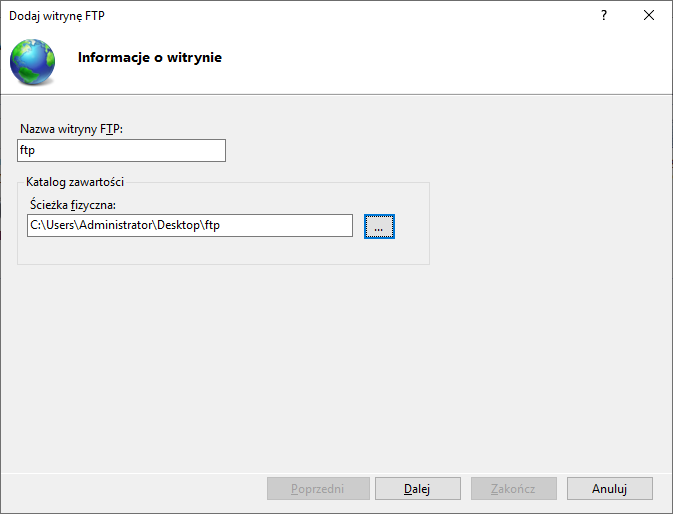 Dodaj witrynę FTP
?
Informacje o witrynie
Nazwa witryny FTP:
ftp
Katalog zawartości
Ścieżka fizyczna:
C:\Users\Administrator\Desktop\ftp
...
Poprzedni
Dalej
Zakończ
Anuluj